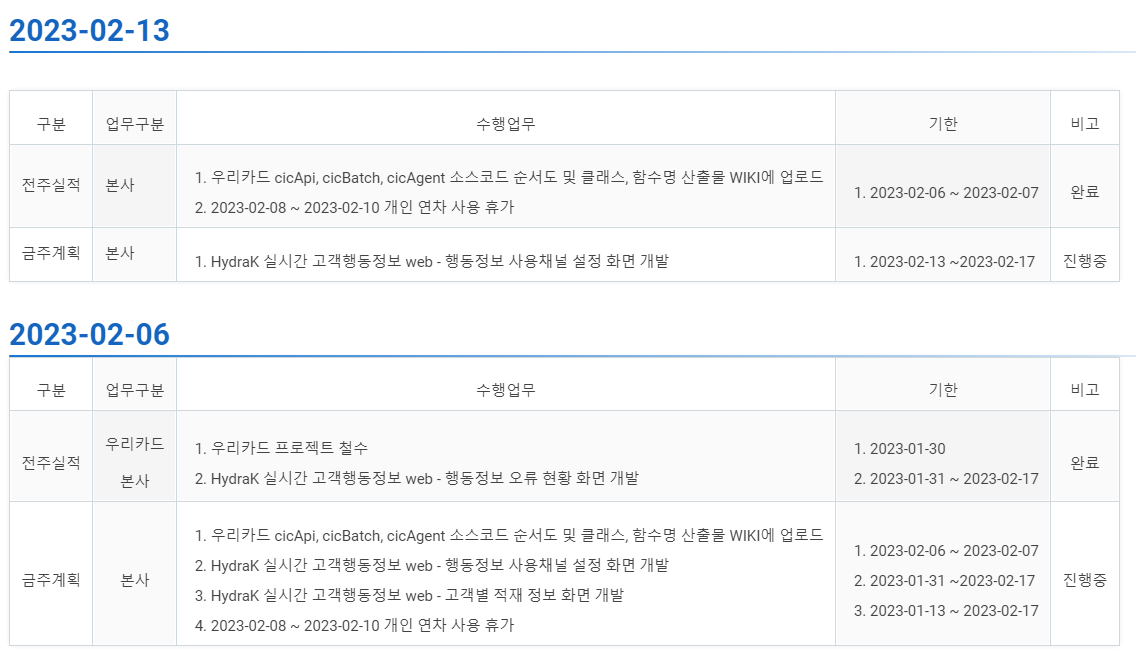 2023-02-13
구분 업무구분 수행업무 기한 비고
전주실적 본사
1. 우리카드 cicApi, cicBatch, cicAgent 소스코드 순서도 및 클래스, 함수명 산출물 WIKI에 업로드
2. 2023-02-08 ~ 2023-02-10 개인 연차 사용 휴가
1. 2023-02-06 ~ 2023-02-07
완료
금주계획 본사
1. HydraK 실시간 고객행동정보 web - 행동정보 사용채널 설정 화면 개발
1. 2023-02-13 ~2023-02-17
진행중
2023-02-06
구분 업무구분 수행업무 기한 비고
전주실적
우리카드
본사
1. 우리카드 프로젝트 철수
2. HydraK 실시간 고객행동정보 web - 행동정보 오류 현황 화면 개발
1. 2023-01-30
2. 2023-01-31 ~ 2023-02-17
완료
금주계획
본사
1. 우리카드 cicApi, cicBatch, cicAgent 소스코드 순서도 및 클래스, 함수명 산출물 WIKI에 업로드
2. HydraK 실시간 고객행동정보 web - 행동정보 사용채널 설정 화면 개발
3. HydraK 실시간 고객행동정보 web - 고객별 적재 정보 화면 개발
4. 2023-02-08 ~ 2023-02-10 개인 연차 사용 휴가
1. 2023-02-06 ~ 2023-02-07
2. 2023-01-31 ~2023-02-17
3. 2023-01-13 ~ 2023-02-17
진행중